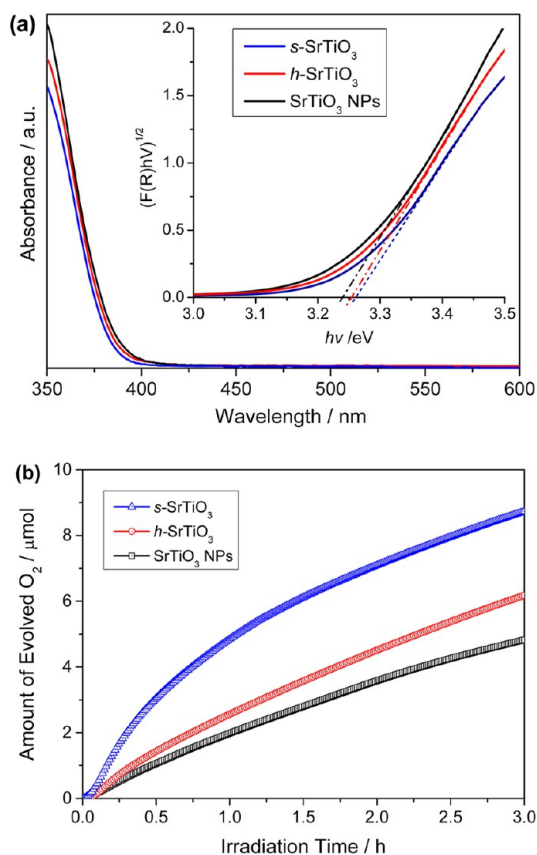 (a)
s-SrTiO3
h-SrTiO3
SrTiO3 NPs
2.0
1.5
1.0
0.5
0.0
(F(R)hV)1/2
3.0 3.1 3.2 3.3 3.4 3.5
hν /eV
Absorbance / a.u.
350 400 450 500 550 600
Wavelength / nm
(b)
s-SrTiO3
h-SrTiO3
SrTiO3 NPs
10
8
6
4
2
0
Amount of Evolved O2 / μmol
0.0 0.5 1.0 1.5 2.0 2.5 3.0
Irradiation Time / h